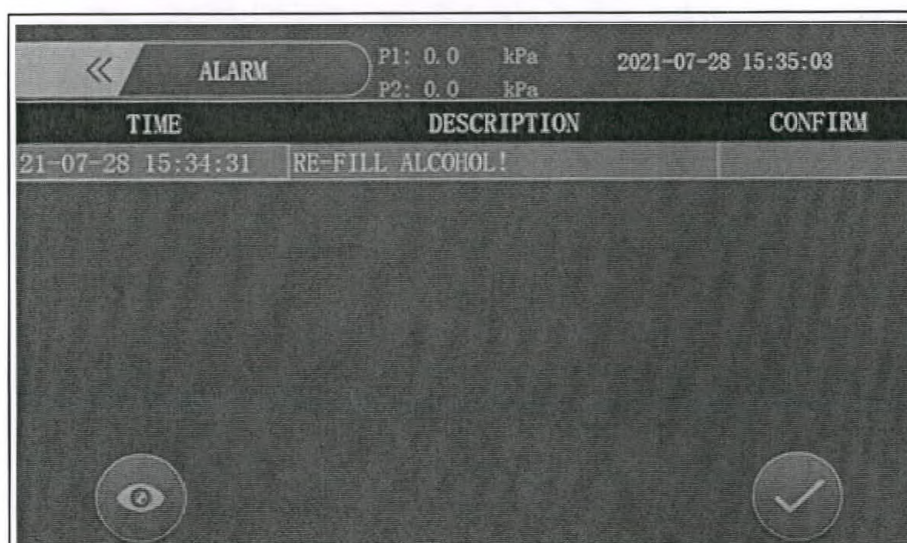 ALARM
P1: 0.0 kPa
P2: 0.0 kPa
2021-07-28 15:35:03
TIME DESCRIPTION CONFIRM
21-07-28 15:34:31 RE-FILL ALCOHOL!